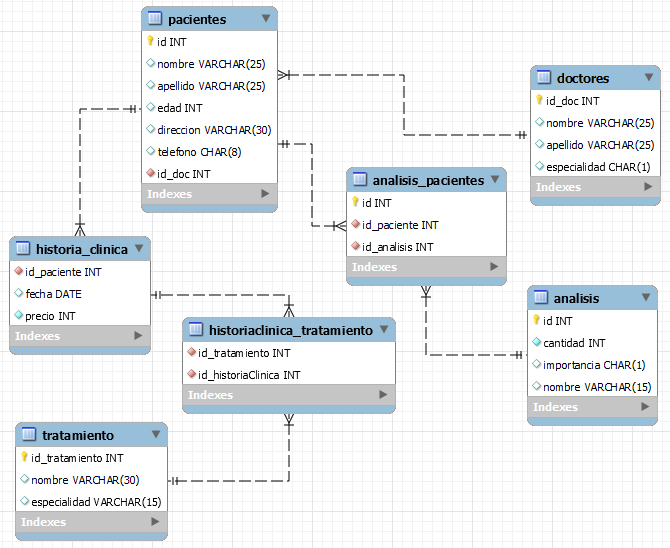 pacientes
id INT
nombre VARCHAR(25)
apellido VARCHAR(25)
edad INT
direccion VARCHAR(30)
telefono CHAR(8)
id_doc INT
Indexes
doctores
id_doc INT
nombre VARCHAR(25)
apellido VARCHAR(25)
especialidad CHAR(1)
Indexes
analisis_pacientes
id INT
id_paciente INT
id_analisis INT
Indexes
historia_clinica
id_paciente INT
fecha DATE
precio INT
Indexes
analisis
id INT
cantidad INT
importancia CHAR(1)
nombre VARCHAR(15)
Indexes
historiaclinica_tratamiento
id_tratamiento INT
id_historiaClinica INT
Indexes
tratamiento
id_tratamiento INT
nombre VARCHAR(30)
especialidad VARCHAR(15)
Indexes